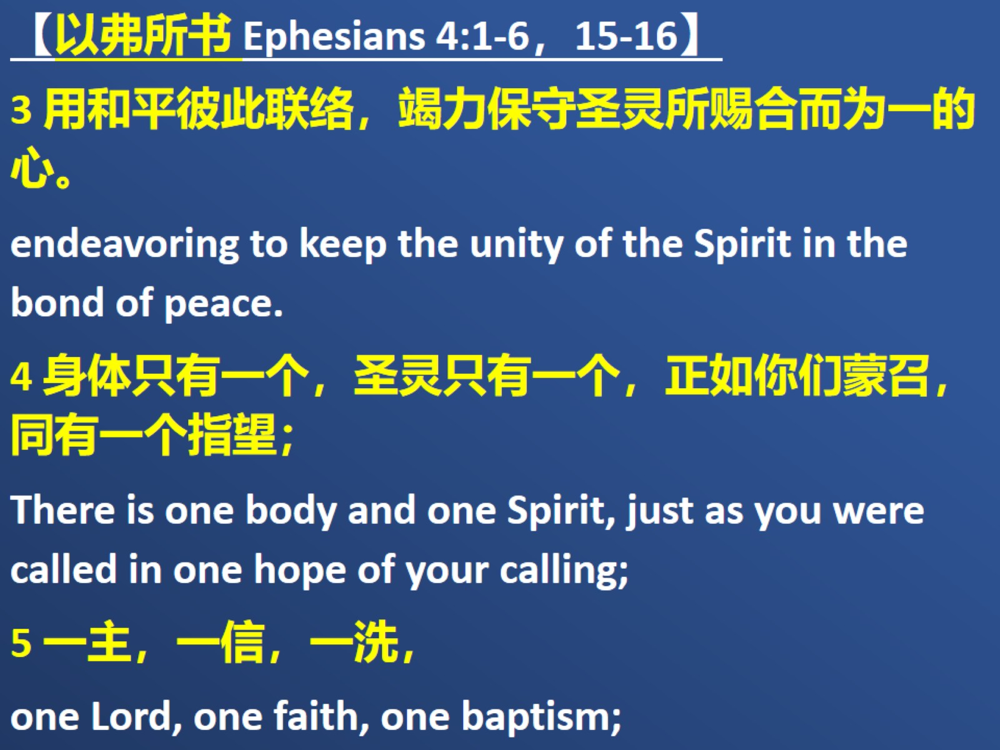 【以弗所书 Ephesians 4:1-6，15-16】
3 用和平彼此联络，竭力保守圣灵所赐合而为一的
心。
endeavoring to keep the unity of the Spirit in the
bond of peace.
4 身体只有一个，圣灵只有一个，正如你们蒙召，
同有一个指望；
There is one body and one Spirit, just as you were
called in one hope of your calling;
5 一主，一信，一洗，
one Lord, one faith, one baptism;